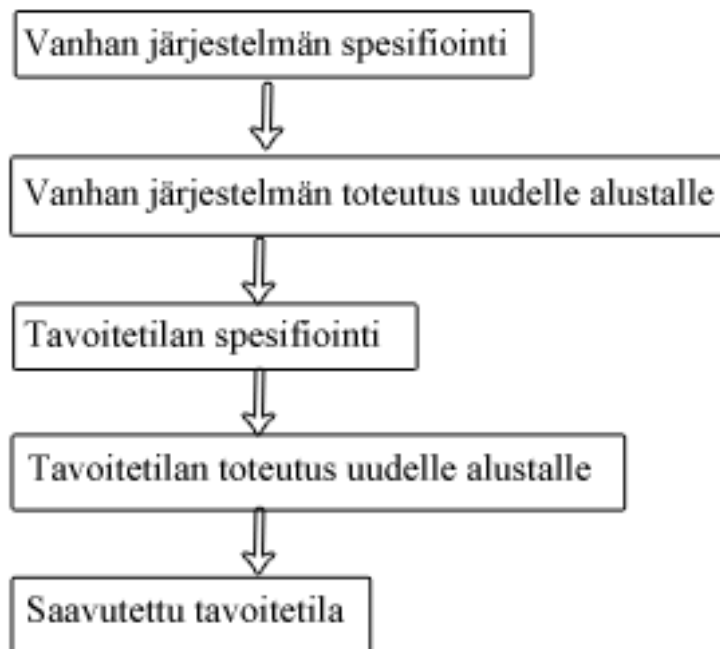 Vanhan järjestelmän spesifiointi
Vanhan järjestelmän toteutus uudelle alustalle
Tavoitetilan spesifiointi
Tavoitetilan toteutus uudelle alustalle
Saavutettu tavoitetila